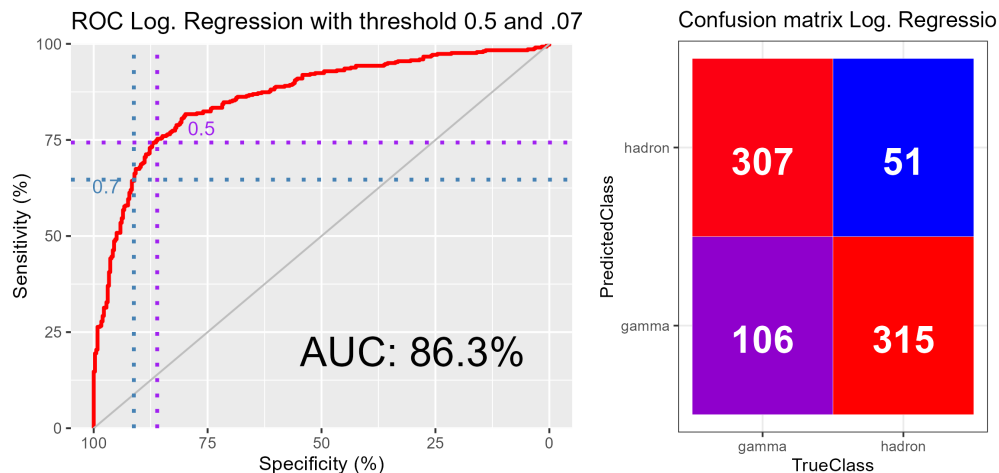 ROC Log. Regression with threshold 0.5 and .07
100
75
50
25
0
Sensitivity (%)
0.5
0.7
AUC: 86.3%
100
75
50
25
0
Specificity (%)
Confusion matrix Log. Regressio
PredictedClass
hadron
307
51
gamma
106
315
gamma
hadron
TrueClass